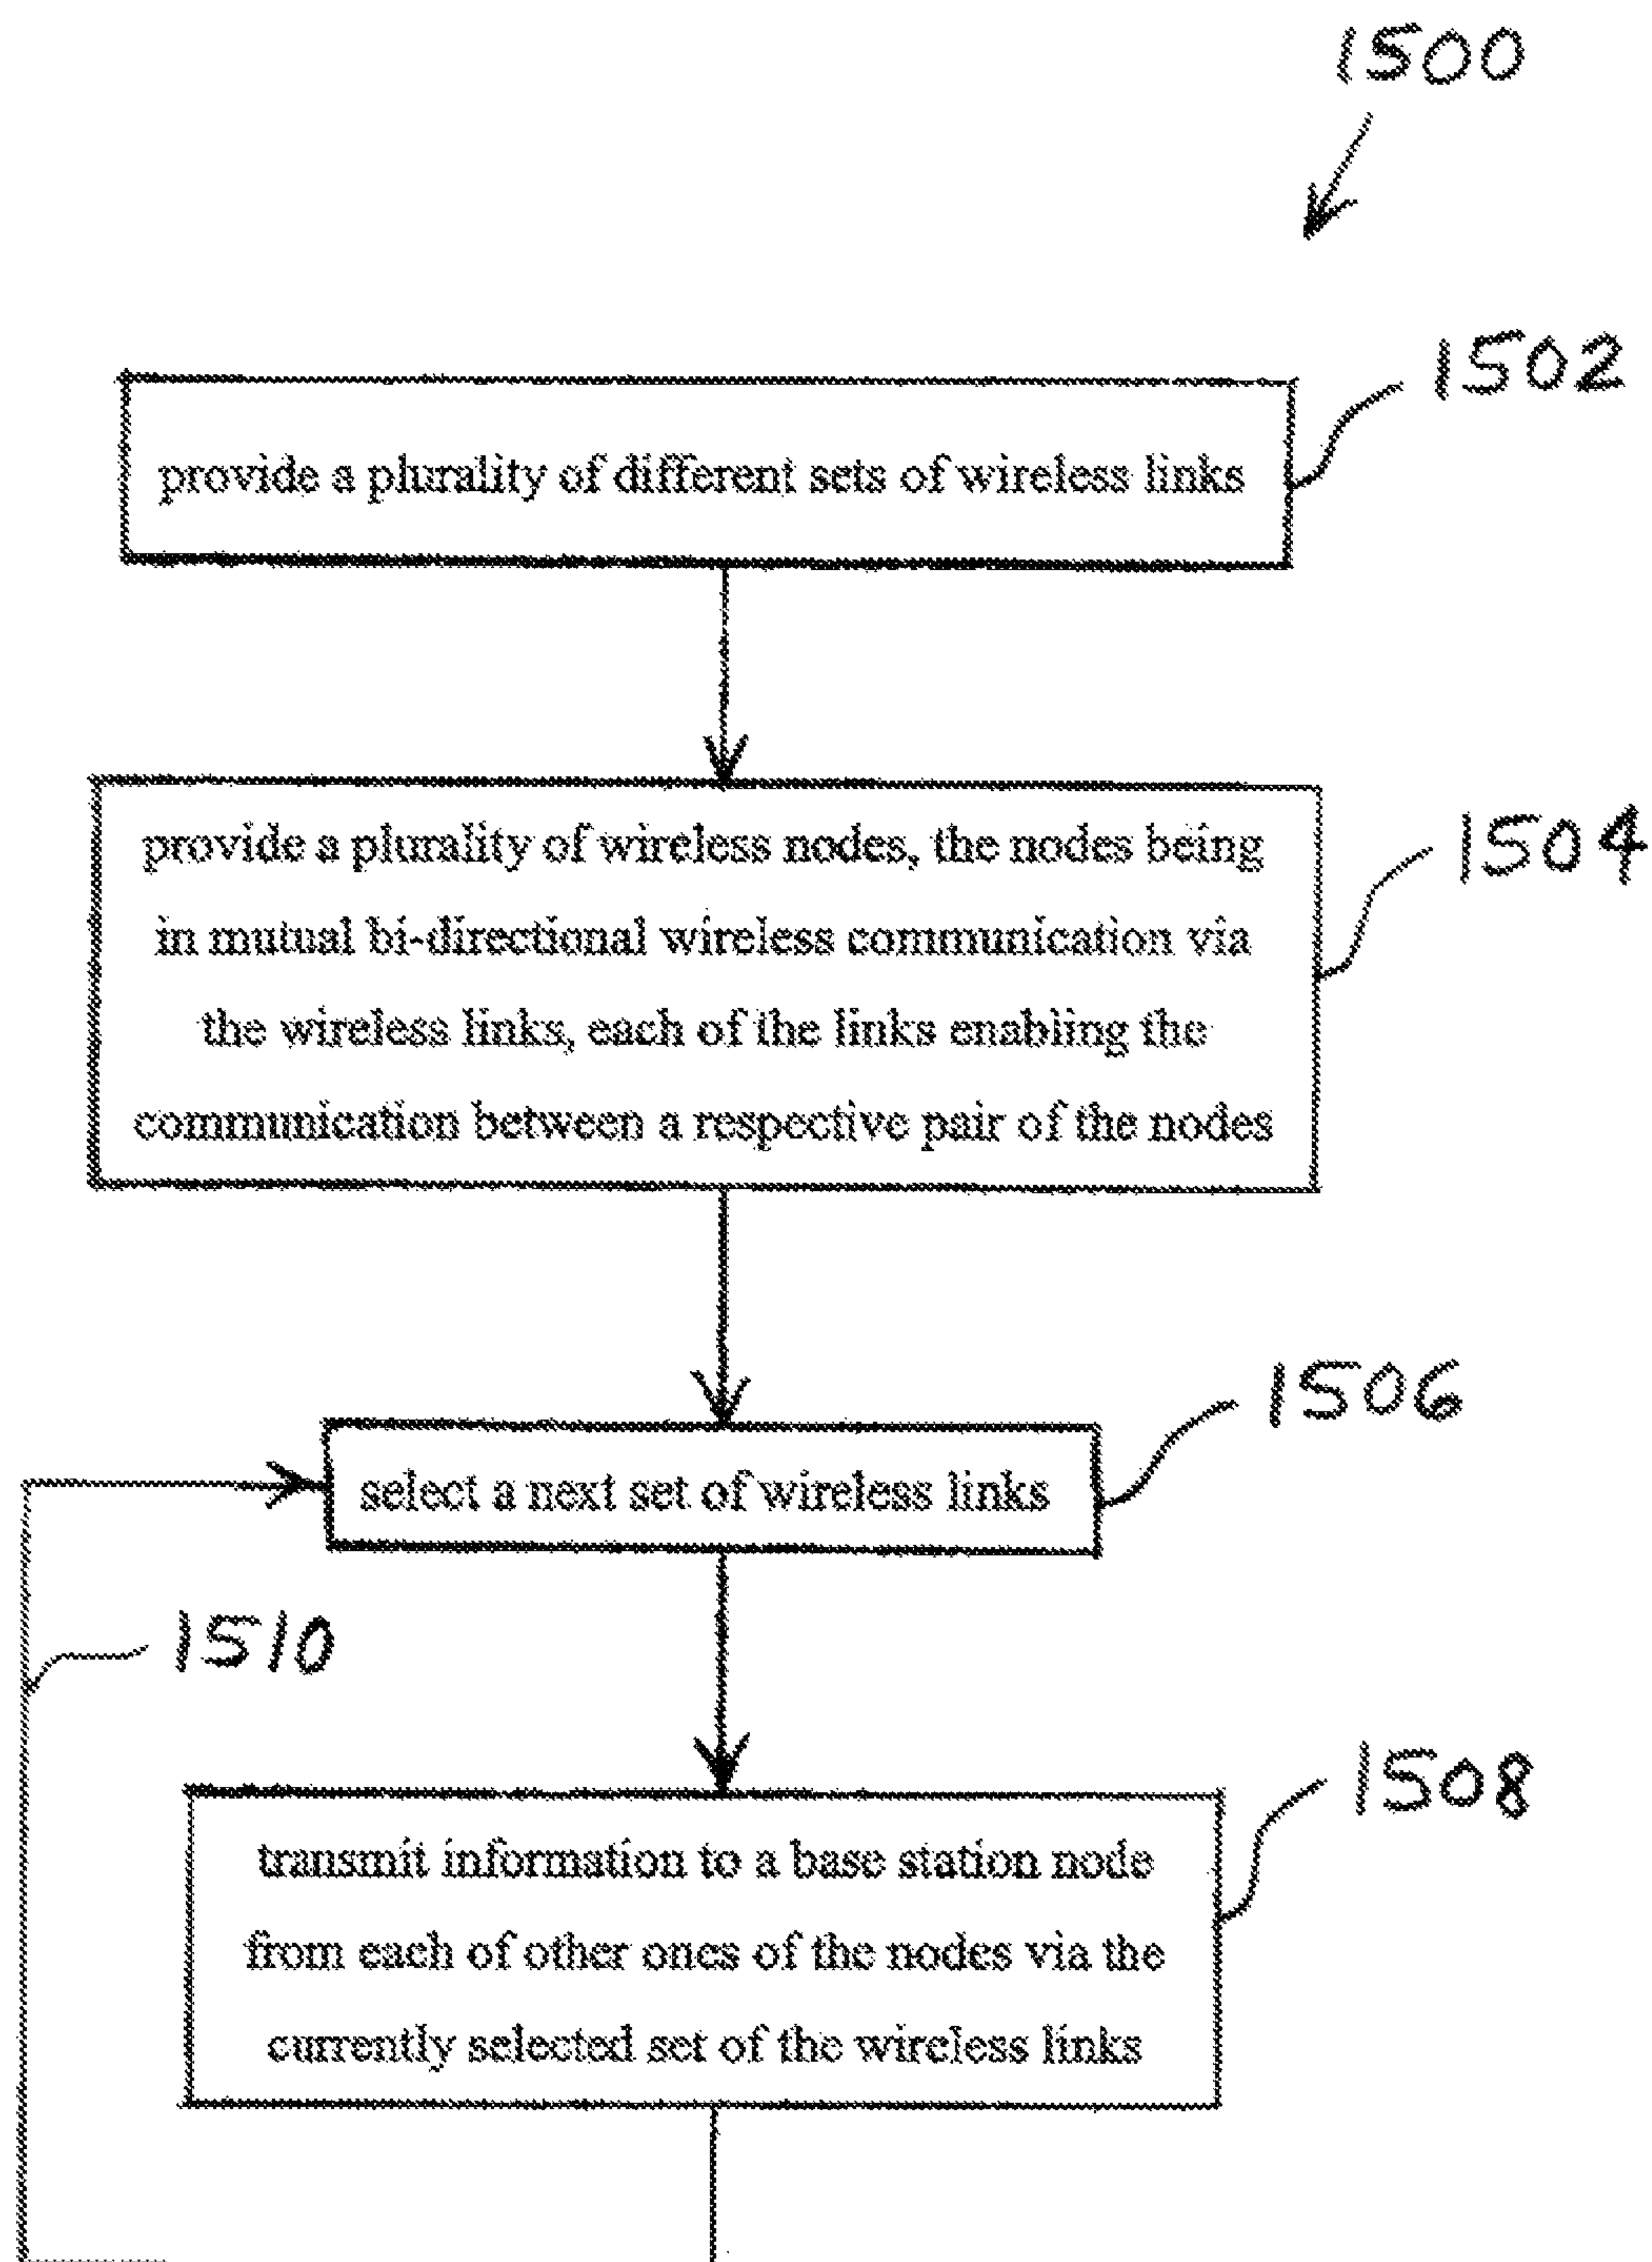 1500
1502
provide a plurality of different sets of wireless links
1504
provide a plurality of wireless nodes, the nodes being
in mutual bi-directional wireless communication via
the wireless links, each of the links enabling the
communication between a respective pair of the nodes
1506
select a next set of wireless links
1510
1508
transmit information to a base station node
from each of other ones of the nodes via the
currently selected set of the wireless links